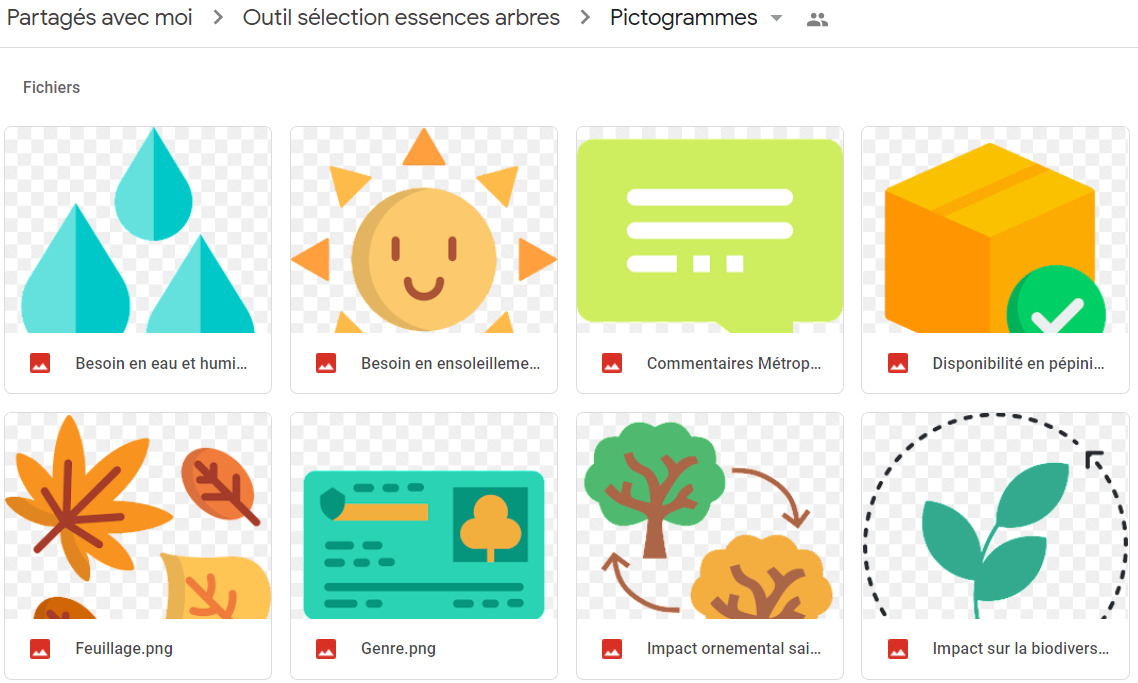 Partagés avec moi > Outil sélection essences arbres > Pictogrammes
Fichiers
Besoin en eau et humi...
Besoin en ensoleilleme...
Commentaires Métrop...
Disponibilité en pépini...
Feuillage.png
Genre.png
Impact ornemental sai...
Impact sur la biodivers...